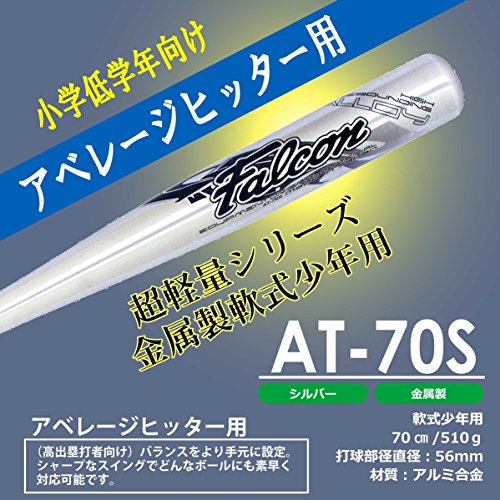 小学低学年向け
アベレージヒッター用
HIGH
REBOUNDING
ALLOY
Falcon
超軽量シリーズ
金属製軟式少年用
AT-70S
シルバー
金属製
軟式少年用
70㎝/510g
打球部径直径：56mm
材質：アルミ合金
アベレージヒッター用
（高出塁打者向け）バランスをより手元に設定。
シャープなスイングでどんなボールにも素早く
対応可能です。